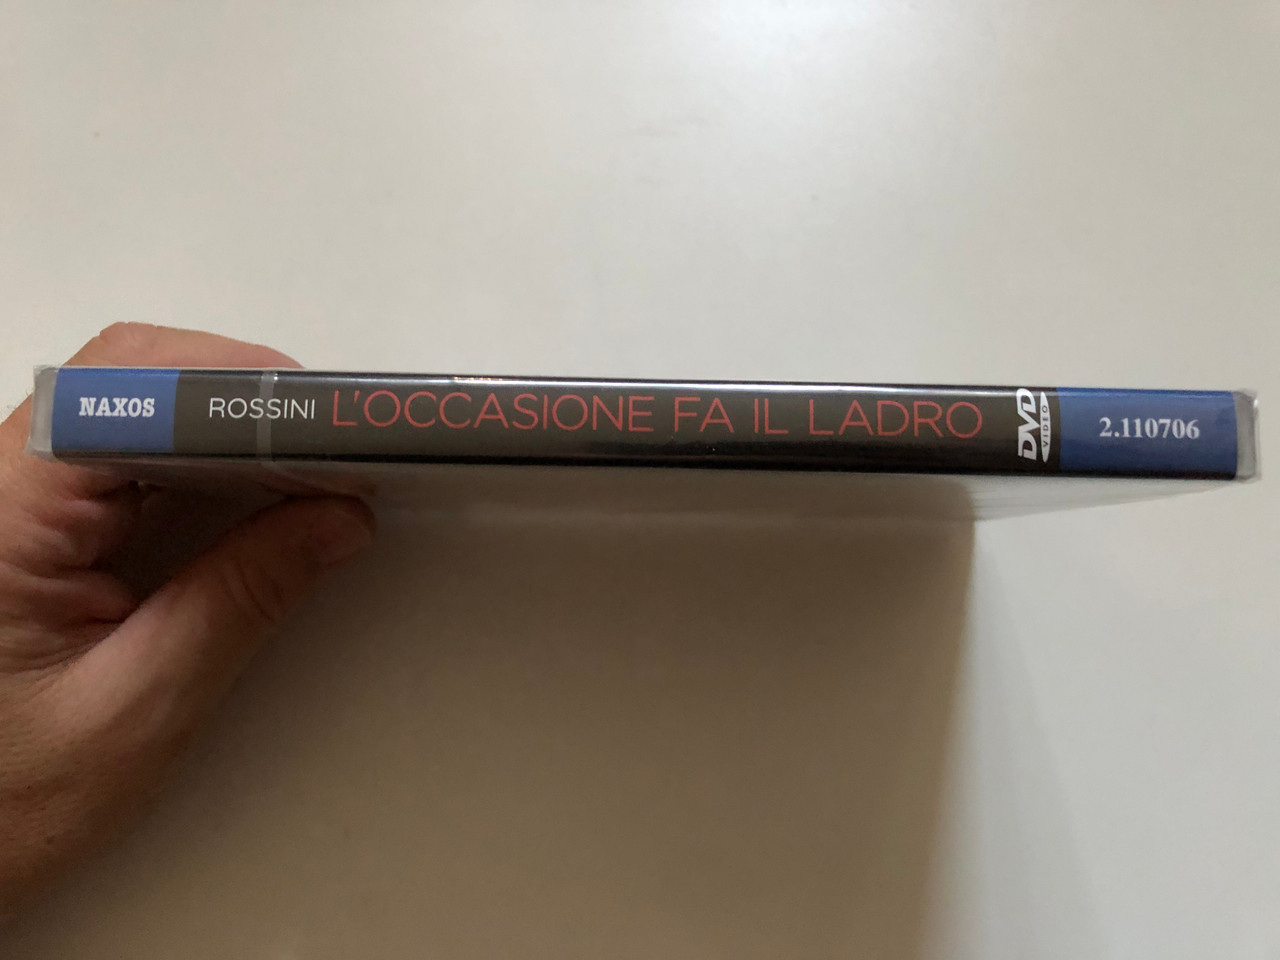 NAXOS
ROSSINI L'OCCASIONE FA IL LADRO
DVD
VIDEO
2.110706